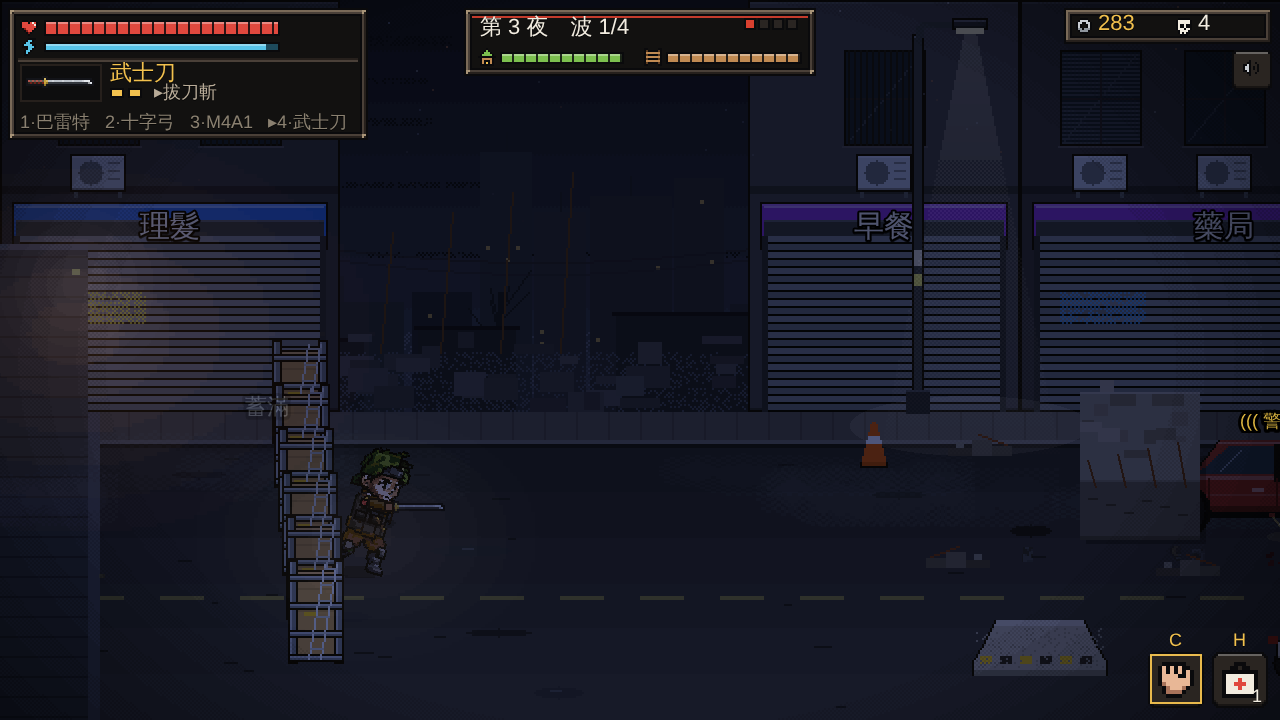 第 3 夜 波 1/4
283
4
武士刀
▸拔刀斬
1·巴雷特 2·十字弓 3·M4A1 ▸4·武士刀
理髮
早餐
藥局
蓄滿
((( 警
C
H
1